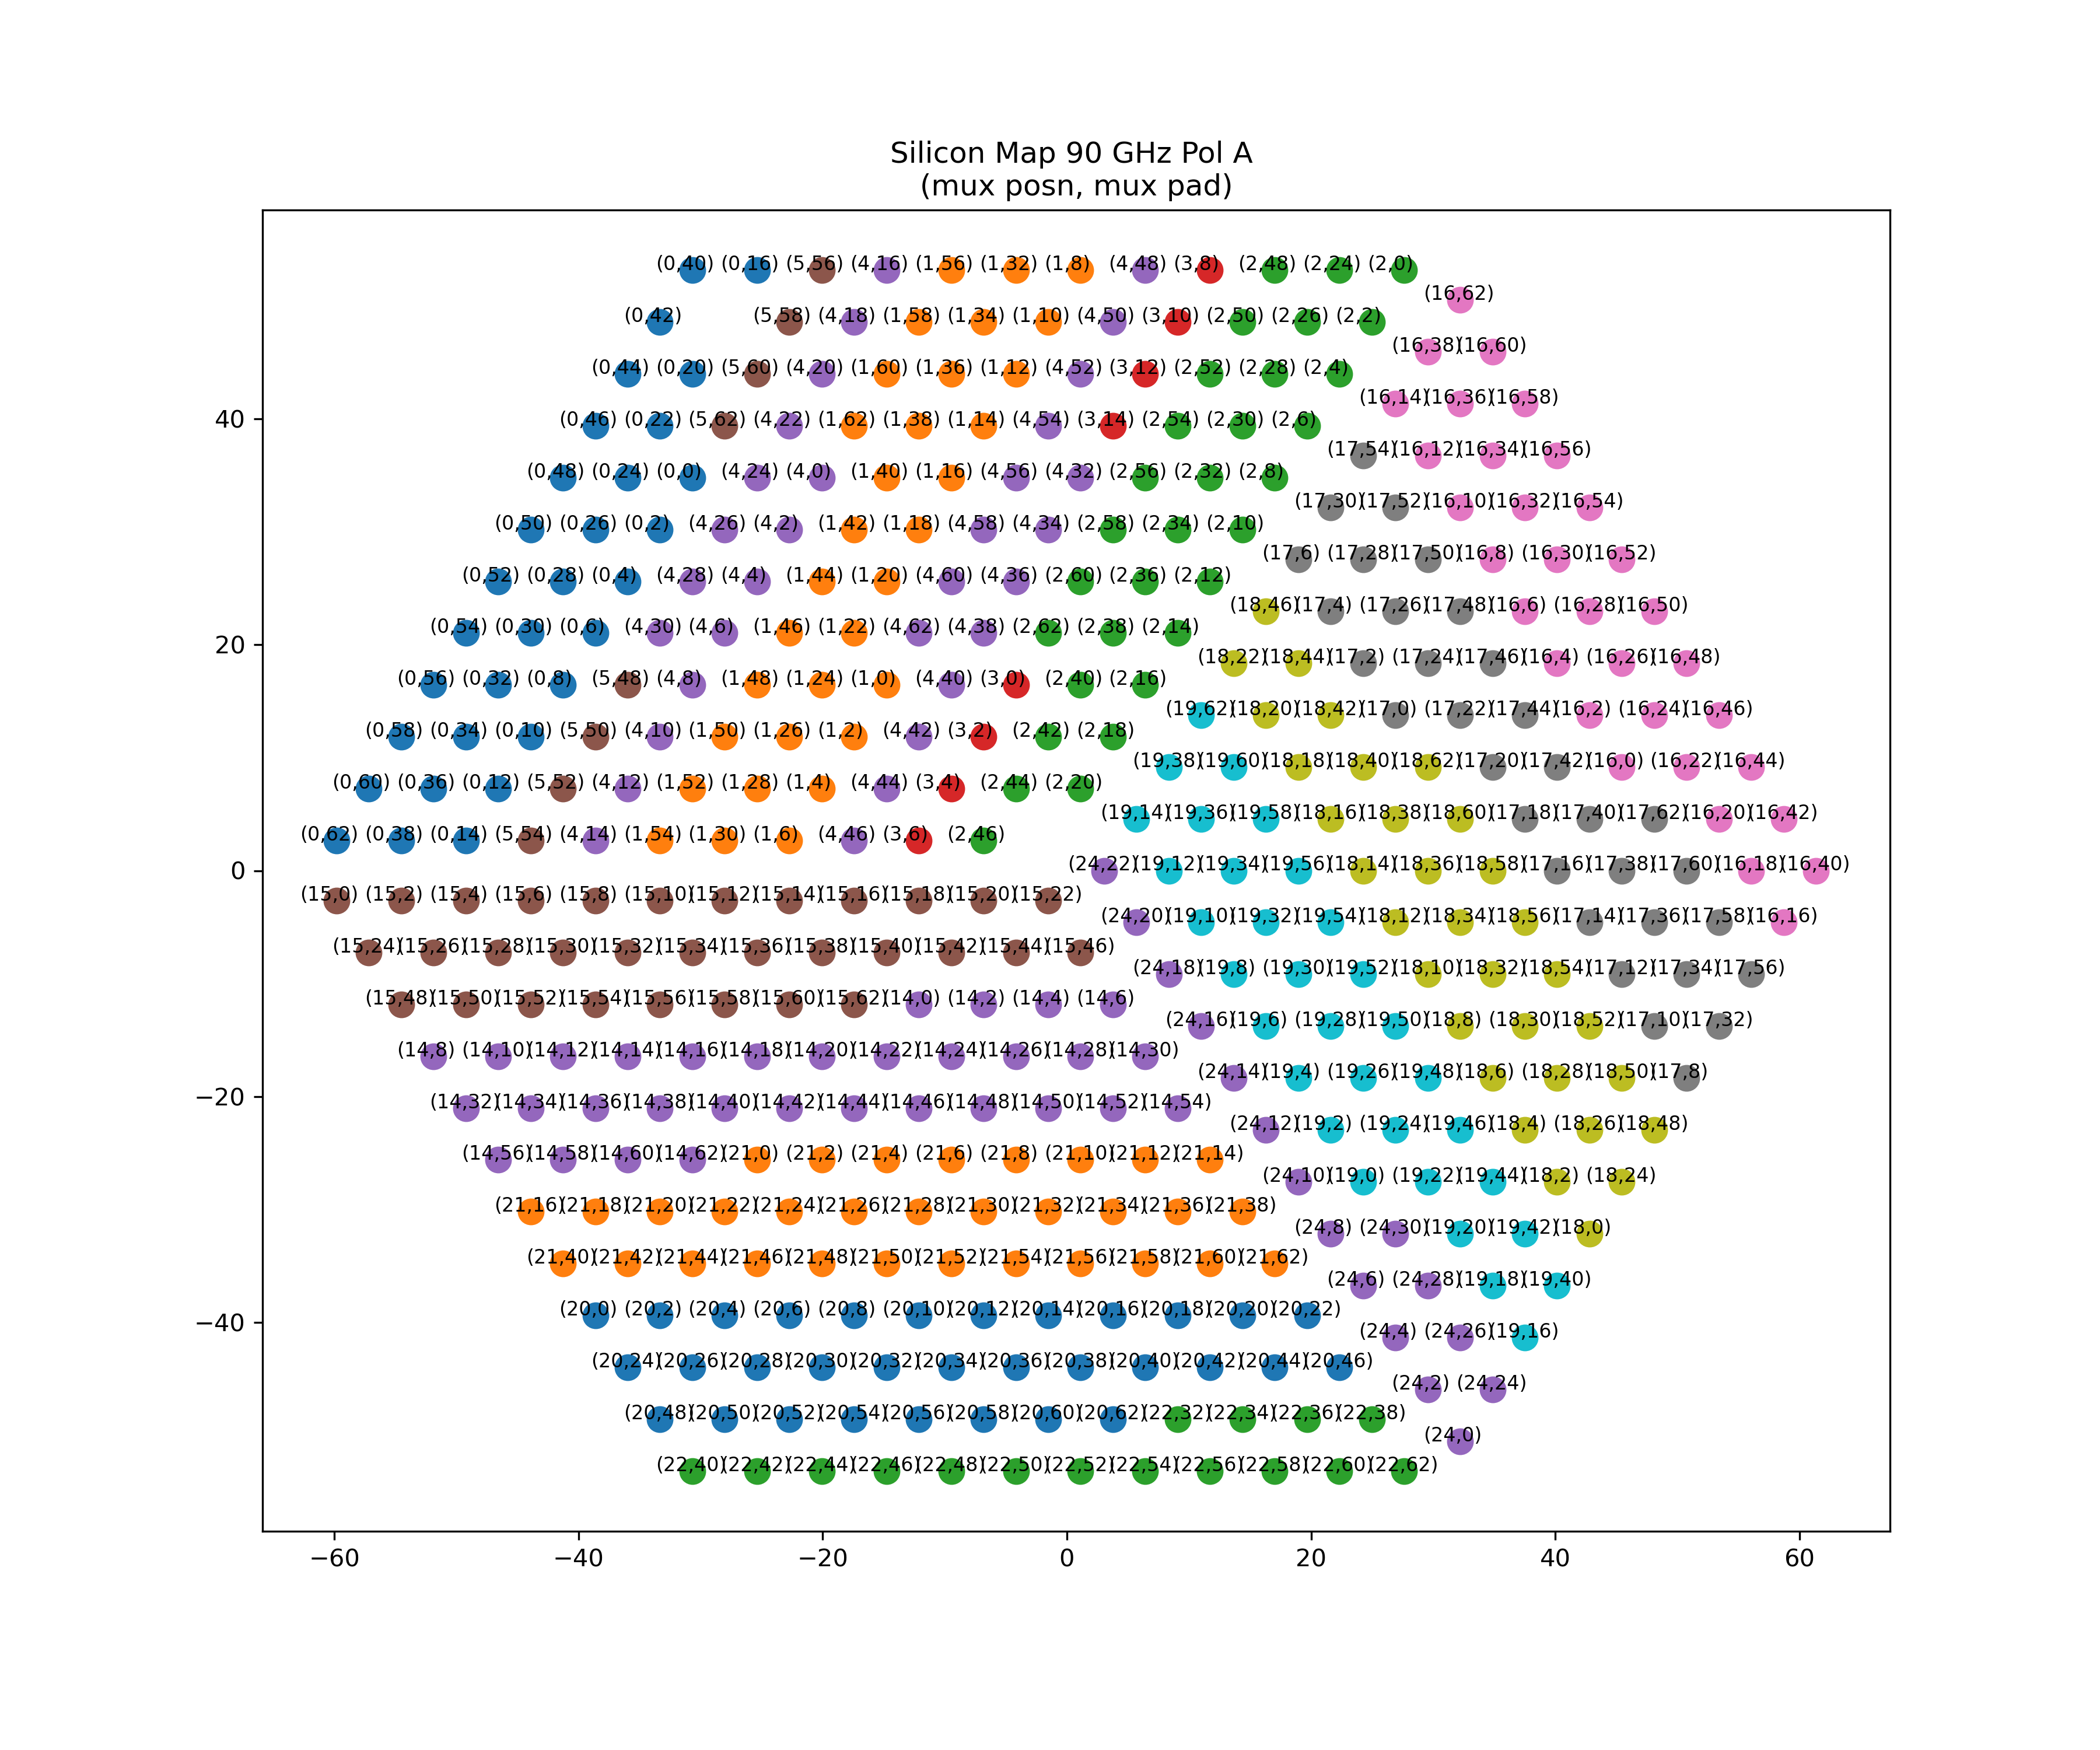 Silicon Map 90 GHz Pol A
(mux posn, mux pad)
(0,40) (0,16) (5,56) (4,16) (1,56) (1,32) (1,8) (4,48) (3,8) (2,48) (2,24) (2,0)
(16,62)
(0,42) (5,58) (4,18) (1,58) (1,34) (1,10) (4,50) (3,10) (2,50) (2,26) (2,2)
(16,38) (16,60)
(0,44) (0,20) (5,60) (4,20) (1,60) (1,36) (1,12) (4,52) (3,12) (2,52) (2,28) (2,4)
(16,14) (16,36) (16,58)
40
(0,46) (0,22) (5,62) (4,22) (1,62) (1,38) (1,14) (4,54) (3,14) (2,54) (2,30) (2,6)
(17,54) (16,12) (16,34) (16,56)
(0,48) (0,24) (0,0) (4,24) (4,0) (1,40) (1,16) (4,56) (4,32) (2,56) (2,32) (2,8)
(17,30) (17,52) (16,10) (16,32) (16,54)
(0,50) (0,26) (0,2) (4,26) (4,2) (1,42) (1,18) (4,58) (4,34) (2,58) (2,34) (2,10)
(17,6) (17,28) (17,50) (16,8) (16,30) (16,52)
(0,52) (0,28) (0,4) (4,28) (4,4) (1,44) (1,20) (4,60) (4,36) (2,60) (2,36) (2,12)
(18,46) (17,4) (17,26) (17,48) (16,6) (16,28) (16,50)
20
(0,54) (0,30) (0,6) (4,30) (4,6) (1,46) (1,22) (4,62) (4,38) (2,62) (2,38) (2,14)
(18,22) (18,44) (17,2) (17,24) (17,46) (16,4) (16,26) (16,48)
(0,56) (0,32) (0,8) (5,48) (4,8) (1,48) (1,24) (1,0) (4,40) (3,0) (2,40) (2,16)
(19,62) (18,20) (18,42) (17,0) (17,22) (17,44) (16,2) (16,24) (16,46)
(0,58) (0,34) (0,10) (5,50) (4,10) (1,50) (1,26) (1,2) (4,42) (3,2) (2,42) (2,18)
(19,38) (19,60) (18,18) (18,40) (18,62) (17,20) (17,42) (16,0) (16,22) (16,44)
(0,60) (0,36) (0,12) (5,52) (4,12) (1,52) (1,28) (1,4) (4,44) (3,4) (2,44) (2,20)
(19,14) (19,36) (19,58) (18,16) (18,38) (18,60) (17,18) (17,40) (17,62) (16,20) (16,42)
(0,62) (0,38) (0,14) (5,54) (4,14) (1,54) (1,30) (1,6) (4,46) (3,6) (2,46)
0
(24,22) (19,12) (19,34) (19,56) (18,14) (18,36) (18,58) (17,16) (17,38) (17,60) (16,18) (16,40)
(15,0) (15,2) (15,4) (15,6) (15,8) (15,10) (15,12) (15,14) (15,16) (15,18) (15,20) (15,22)
(24,20) (19,10) (19,32) (19,54) (18,12) (18,34) (18,56) (17,14) (17,36) (17,58) (16,16)
(15,24) (15,26) (15,28) (15,30) (15,32) (15,34) (15,36) (15,38) (15,40) (15,42) (15,44) (15,46)
(24,18) (19,8) (19,30) (19,52) (18,10) (18,32) (18,54) (17,12) (17,34) (17,56)
(15,48) (15,50) (15,52) (15,54) (15,56) (15,58) (15,60) (15,62) (14,0) (14,2) (14,4) (14,6)
(24,16) (19,6) (19,28) (19,50) (18,8) (18,30) (18,52) (17,10) (17,32)
(14,8) (14,10) (14,12) (14,14) (14,16) (14,18) (14,20) (14,22) (14,24) (14,26) (14,28) (14,30)
(24,14) (19,4) (19,26) (19,48) (18,6) (18,28) (18,50) (17,8)
−20
(14,32) (14,34) (14,36) (14,38) (14,40) (14,42) (14,44) (14,46) (14,48) (14,50) (14,52) (14,54)
(24,12) (19,2) (19,24) (19,46) (18,4) (18,26) (18,48)
(14,56) (14,58) (14,60) (14,62) (21,0) (21,2) (21,4) (21,6) (21,8) (21,10) (21,12) (21,14)
(24,10) (19,0) (19,22) (19,44) (18,2) (18,24)
(21,16) (21,18) (21,20) (21,22) (21,24) (21,26) (21,28) (21,30) (21,32) (21,34) (21,36) (21,38)
(24,8) (24,30) (19,20) (19,42) (18,0)
(21,40) (21,42) (21,44) (21,46) (21,48) (21,50) (21,52) (21,54) (21,56) (21,58) (21,60) (21,62)
(24,6) (24,28) (19,18) (19,40)
−40
(20,0) (20,2) (20,4) (20,6) (20,8) (20,10) (20,12) (20,14) (20,16) (20,18) (20,20) (20,22)
(24,4) (24,26) (19,16)
(20,24) (20,26) (20,28) (20,30) (20,32) (20,34) (20,36) (20,38) (20,40) (20,42) (20,44) (20,46)
(24,2) (24,24)
(20,48) (20,50) (20,52) (20,54) (20,56) (20,58) (20,60) (20,62) (22,32) (22,34) (22,36) (22,38)
(24,0)
(22,40) (22,42) (22,44) (22,46) (22,48) (22,50) (22,52) (22,54) (22,56) (22,58) (22,60) (22,62)
−60 −40 −20 0 20 40 60